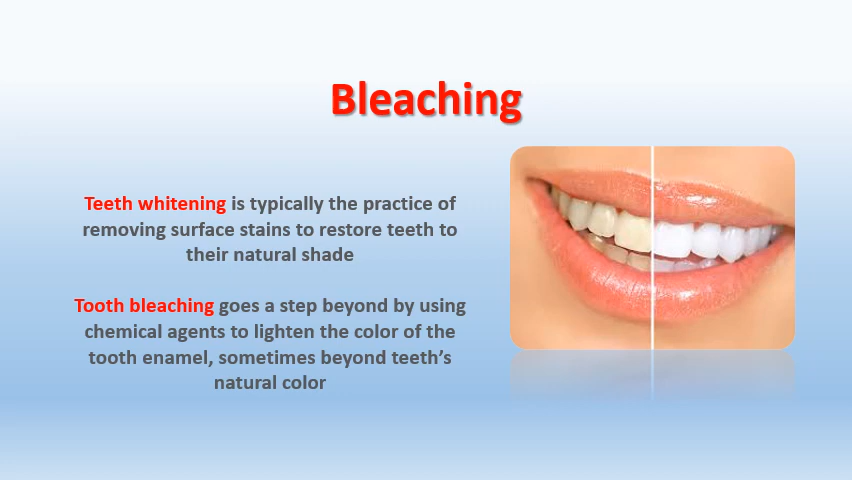 Bleaching
Teeth whitening is typically the practice of
removing surface stains to restore teeth to
their natural shade
Tooth bleaching goes a step beyond by using
chemical agents to lighten the color of the
tooth enamel, sometimes beyond teeth’s
natural color